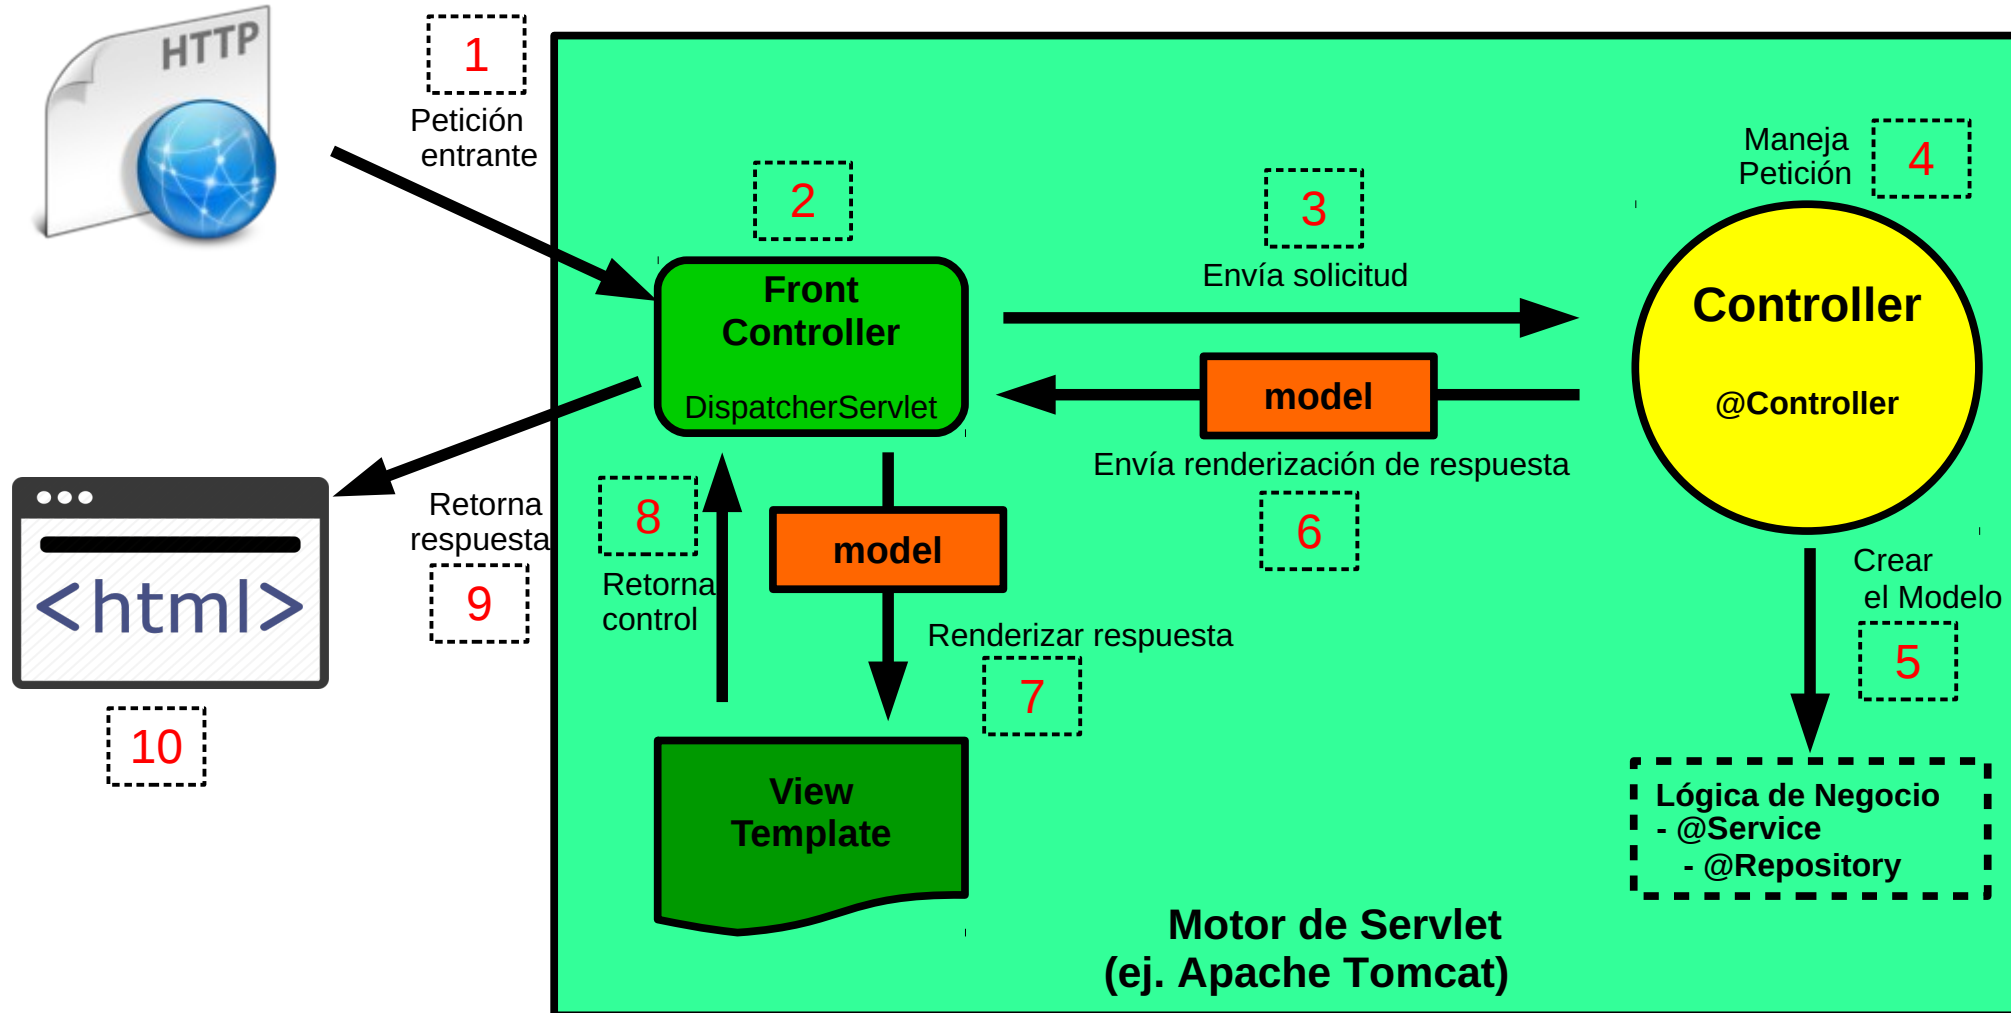 HTTP
1
Petición
entrante
2
Front
Controller
DispatcherServlet
3
Envía solicitud
Maneja
Petición
4
Controller
@Controller
model
Envía renderización de respuesta
6
Crear
el Modelo
5
Lógica de Negocio
- @Service
- @Repository
model
Renderizar respuesta
7
8
Retorna
control
View
Template
Retorna
respuesta
9
<html>
10
Motor de Servlet
(ej. Apache Tomcat)